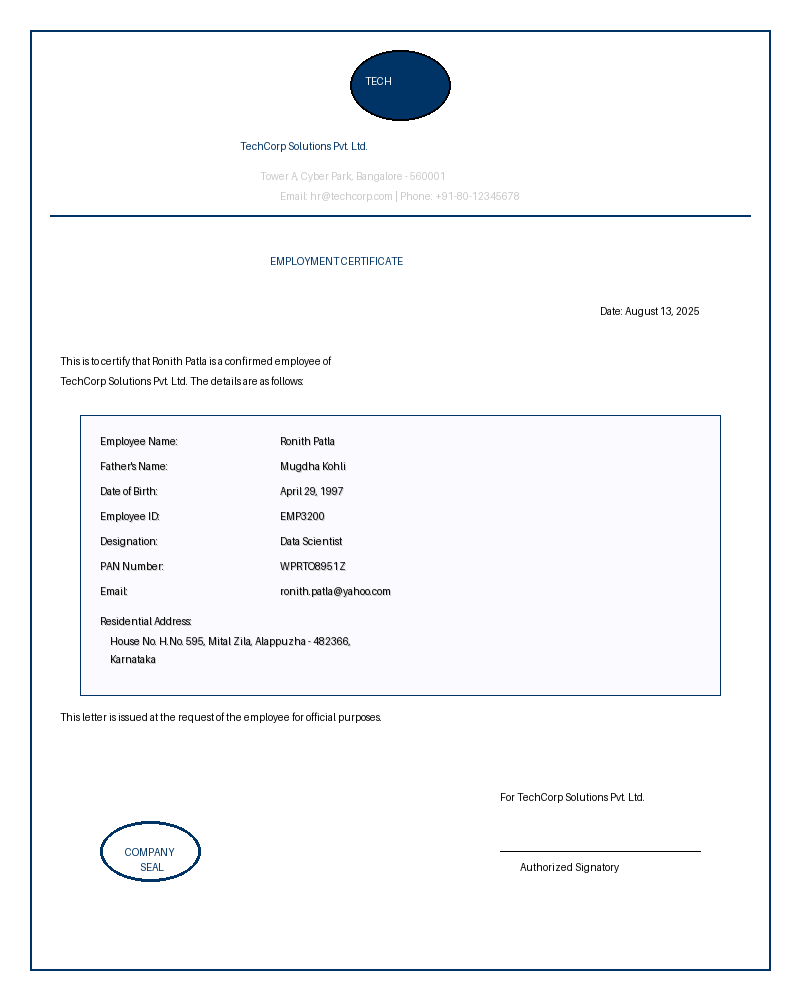 TECH
TechCorp Solutions Pvt. Ltd.
Tower A, Cyber Park, Bangalore - 560001
Email: hr@techcorp.com | Phone: +91-80-12345678
EMPLOYMENT CERTIFICATE
Date: August 13, 2025
This is to certify that Ronith Patla is a confirmed employee of
TechCorp Solutions Pvt. Ltd. The details are as follows:
Employee Name: Ronith Patla
Father's Name: Mugdha Kohli
Date of Birth: April 29, 1997
Employee ID: EMP3200
Designation: Data Scientist
PAN Number: WPRTO8951Z
Email: ronith.patla@yahoo.com
Residential Address:
House No. H.No. 595, Mital Zila, Alappuzha - 482366,
Karnataka
This letter is issued at the request of the employee for official purposes.
For TechCorp Solutions Pvt. Ltd.
COMPANY
SEAL
Authorized Signatory